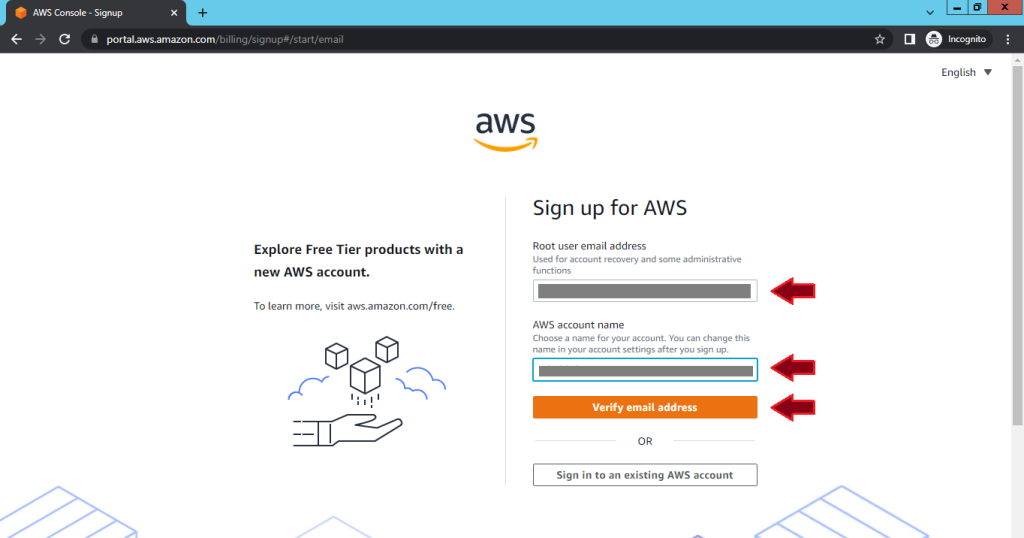 AWS Console - Signup
portal.aws.amazon.com/billing/signup#/start/email
Incognito
English
aws
Explore Free Tier products with a
new AWS account.
To learn more, visit aws.amazon.com/free.
Sign up for AWS
Root user email address
Used for account recovery and some administrative
functions
AWS account name
Choose a name for your account. You can change this
name in your account settings after you sign up.
Verify email address
OR
Sign in to an existing AWS account